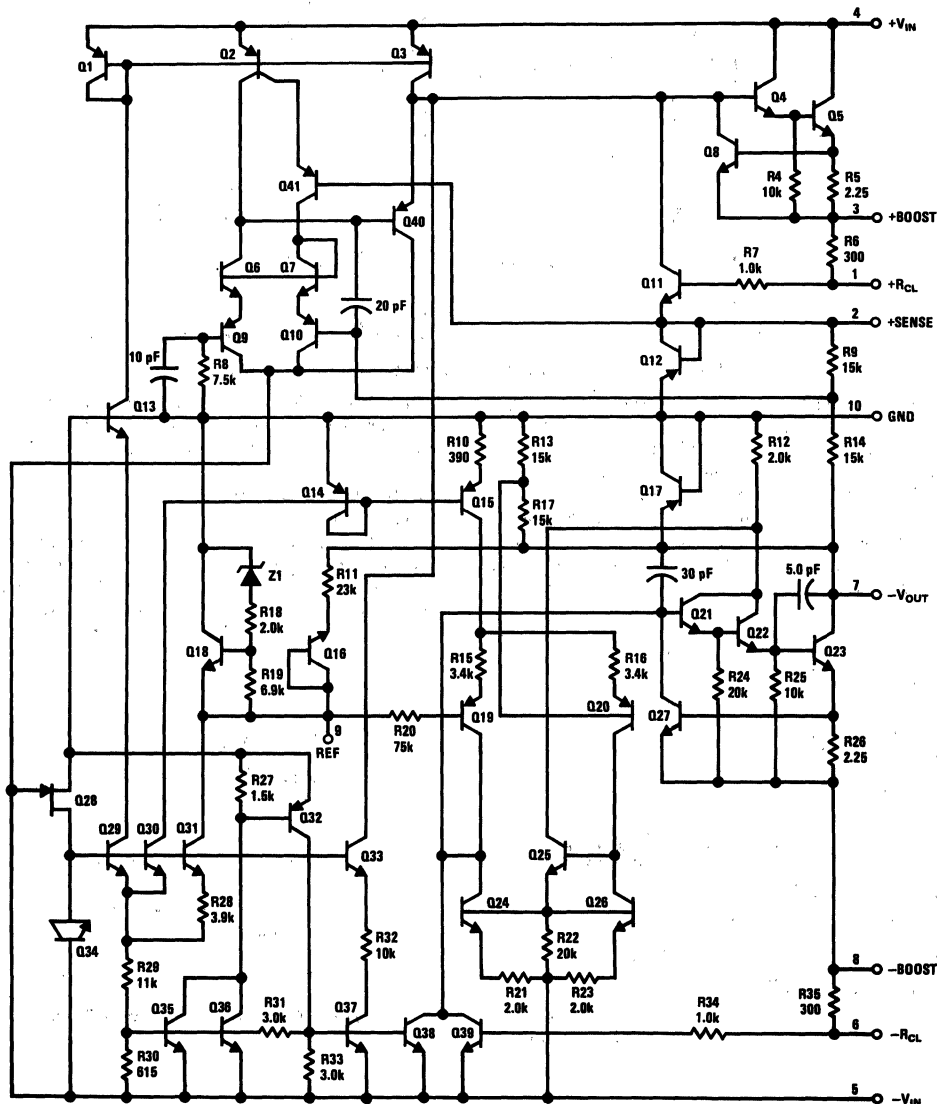 4
+VIN
Q1
Q2
Q3
Q4
Q5
Q8
R4
10k
R5
2.25
3
+BOOST
Q41
Q40
R6
300
R7
1.0k
1
+RCL
Q6
Q7
Q11
20 pF
2
+SENSE
Q9
Q10
Q12
10 pF
R8
7.5k
R9
15k
Q13
10
GND
R10
390
R13
15k
R12
2.0k
R14
15k
Q14
Q15
R17
15k
Q17
Z1
R11
23k
30 pF
5.0 pF
7
−VOUT
R18
2.0k
Q21
Q22
Q18
Q16
Q23
R19
6.9k
R15
3.4k
R16
3.4k
R24
20k
R25
10k
Q19
Q20
Q27
9
REF
R20
75k
R26
2.25
R27
1.5k
Q28
Q32
Q29
Q30
Q31
Q33
Q25
R28
3.9k
Q24
Q26
Q34
R32
10k
R22
20k
R29
11k
R21
2.0k
R23
2.0k
8
−BOOST
Q35
Q36
R31
3.0k
Q37
Q38
Q39
R34
1.0k
R35
300
6
−RCL
R30
615
R33
3.0k
5
−VIN